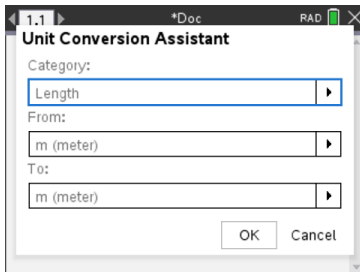 1.1 *Doc RAD
Unit Conversion Assistant
Category:
Length
From:
m (meter)
To:
m (meter)
OK Cancel